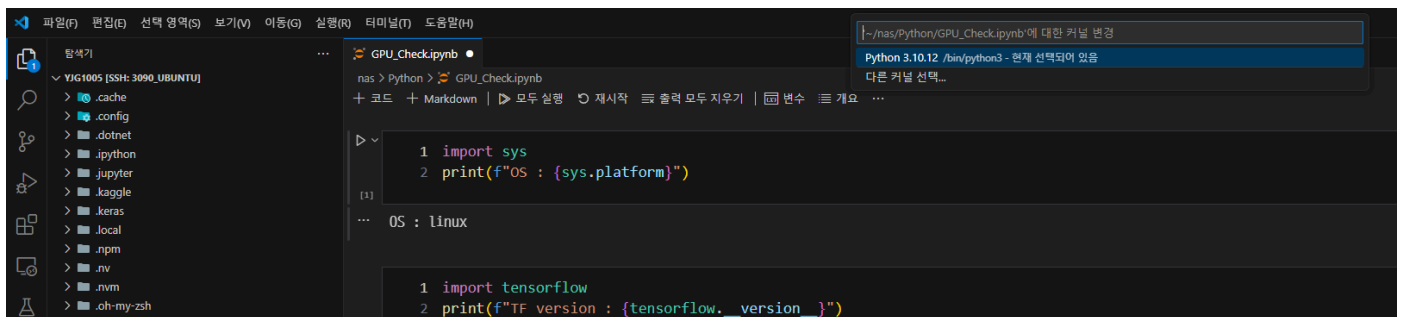 파일(F) 편집(E) 선택 영역(S) 보기(V) 이동(G) 실행(R) 터미널(T) 도움말(H)
'~/nas/Python/GPU_Check.ipynb'에 대한 커널 변경
Python 3.10.12 /bin/python3 - 현재 선택되어 있음
다른 커널 선택...
탐색기 ...
1
YJG1005 [SSH: 3090_UBUNTU]
.cache
.config
.dotnet
.ipython
.jupyter
.kaggle
.keras
.local
.npm
.nv
.nvm
.oh-my-zsh
GPU_Check.ipynb
nas > Python > GPU_Check.ipynb
+ 코드 + Markdown | 모두 실행 재시작 출력 모두 지우기 | 변수 개요 ...
1 import sys
2 print(f"OS : {sys.platform}")
[1]
... OS : linux
1 import tensorflow
2 print(f"TF version : {tensorflow.__version__}")